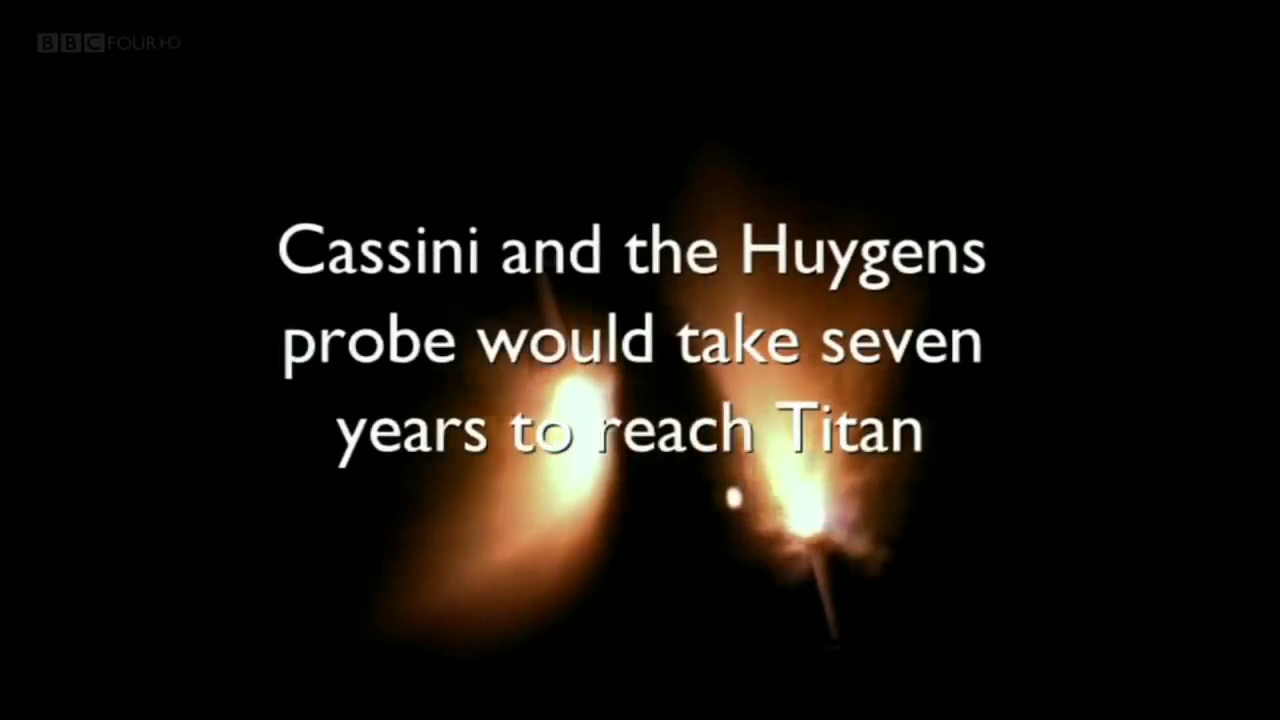 BBC FOUR HD
Cassini and the Huygens
probe would take seven
years to reach Titan